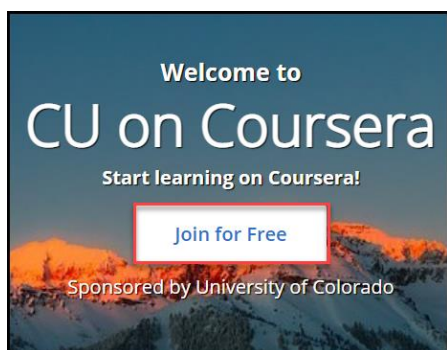 Welcome to
CU on Coursera
Start learning on Coursera!
Join for Free
Sponsored by University of Colorado